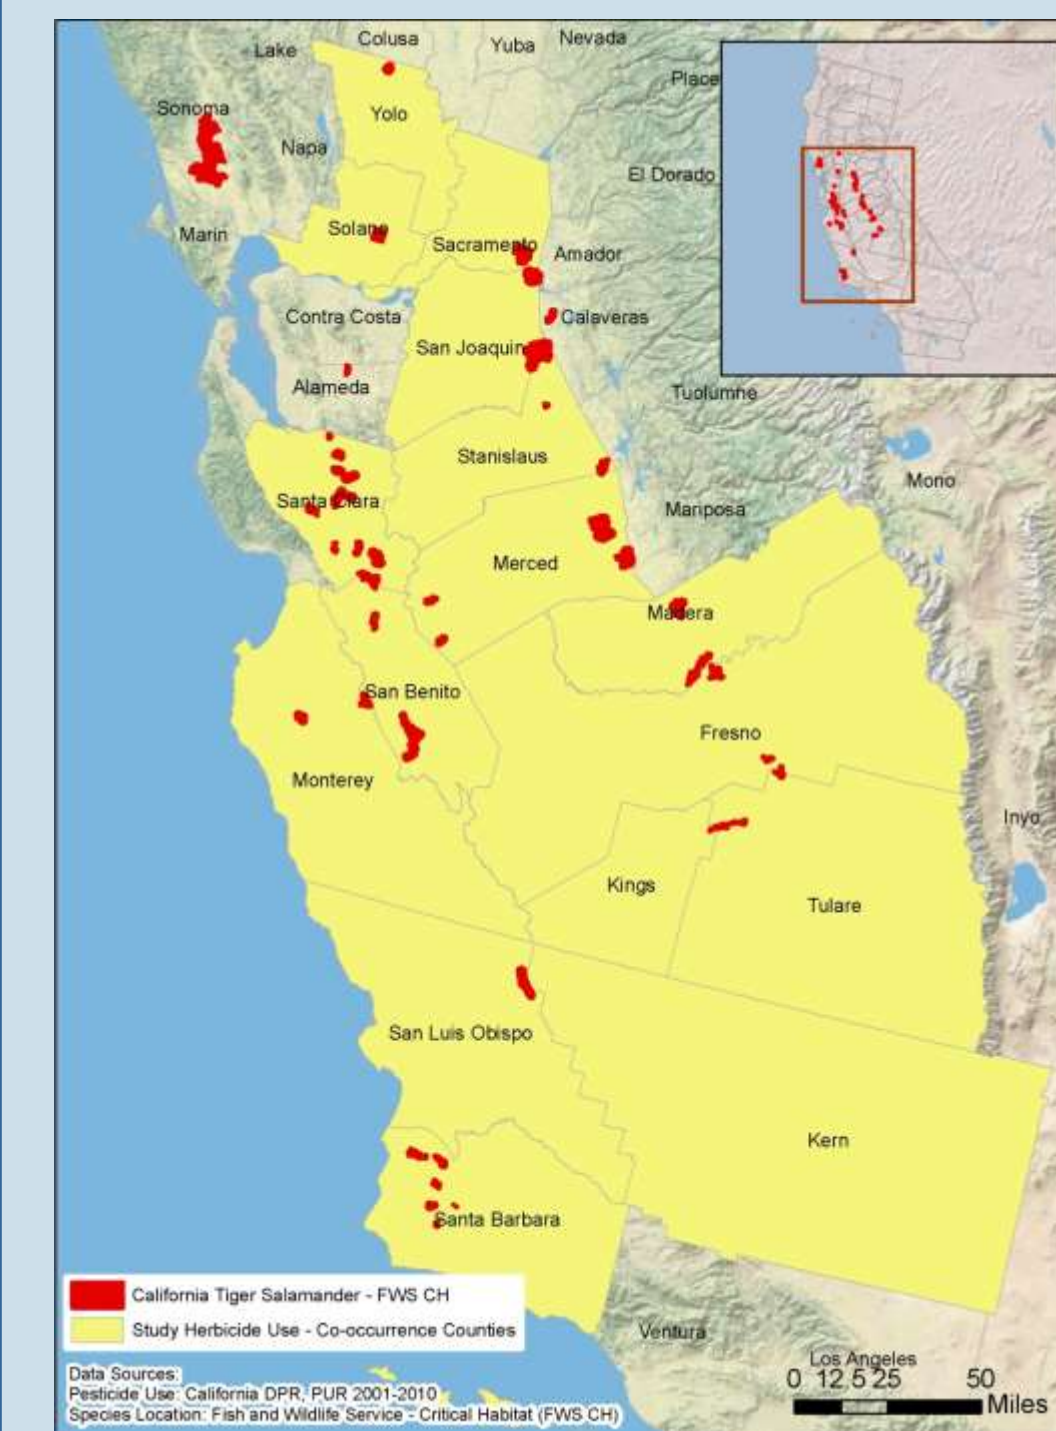 Colusa
Nevada
Lake
Yuba
Place
Sonoma
Yolo
Napa
El Dorado
Solano
Marin
Sacramento
Amador
Contra Costa
Calaveras
San Joaquin
Alameda
Tuolumne
Stanislaus
Mono
Santa Clara
Mariposa
Merced
Madera
San Benito
Fresno
Monterey
Inyo
Kings
Tulare
San Luis Obispo
Kern
Santa Barbara
California Tiger Salamander - FWS CH
Study Herbicide Use - Co-occurrence Counties
Ventura
Los Angeles
Data Sources:
0 12.5 25 50
Pesticide Use: California DPR, PUR 2001-2010
Miles
Species Location: Fish and Wildlife Service - Critical Habitat (FWS CH)